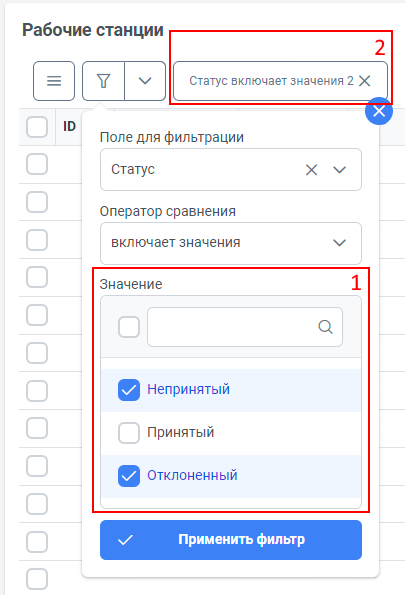 Рабочие станции
2
Статус включает значения 2
ID
Поле для фильтрации
Статус
Оператор сравнения
включает значения
1
Значение
Непринятый
Принятый
Отклоненный
Применить фильтр